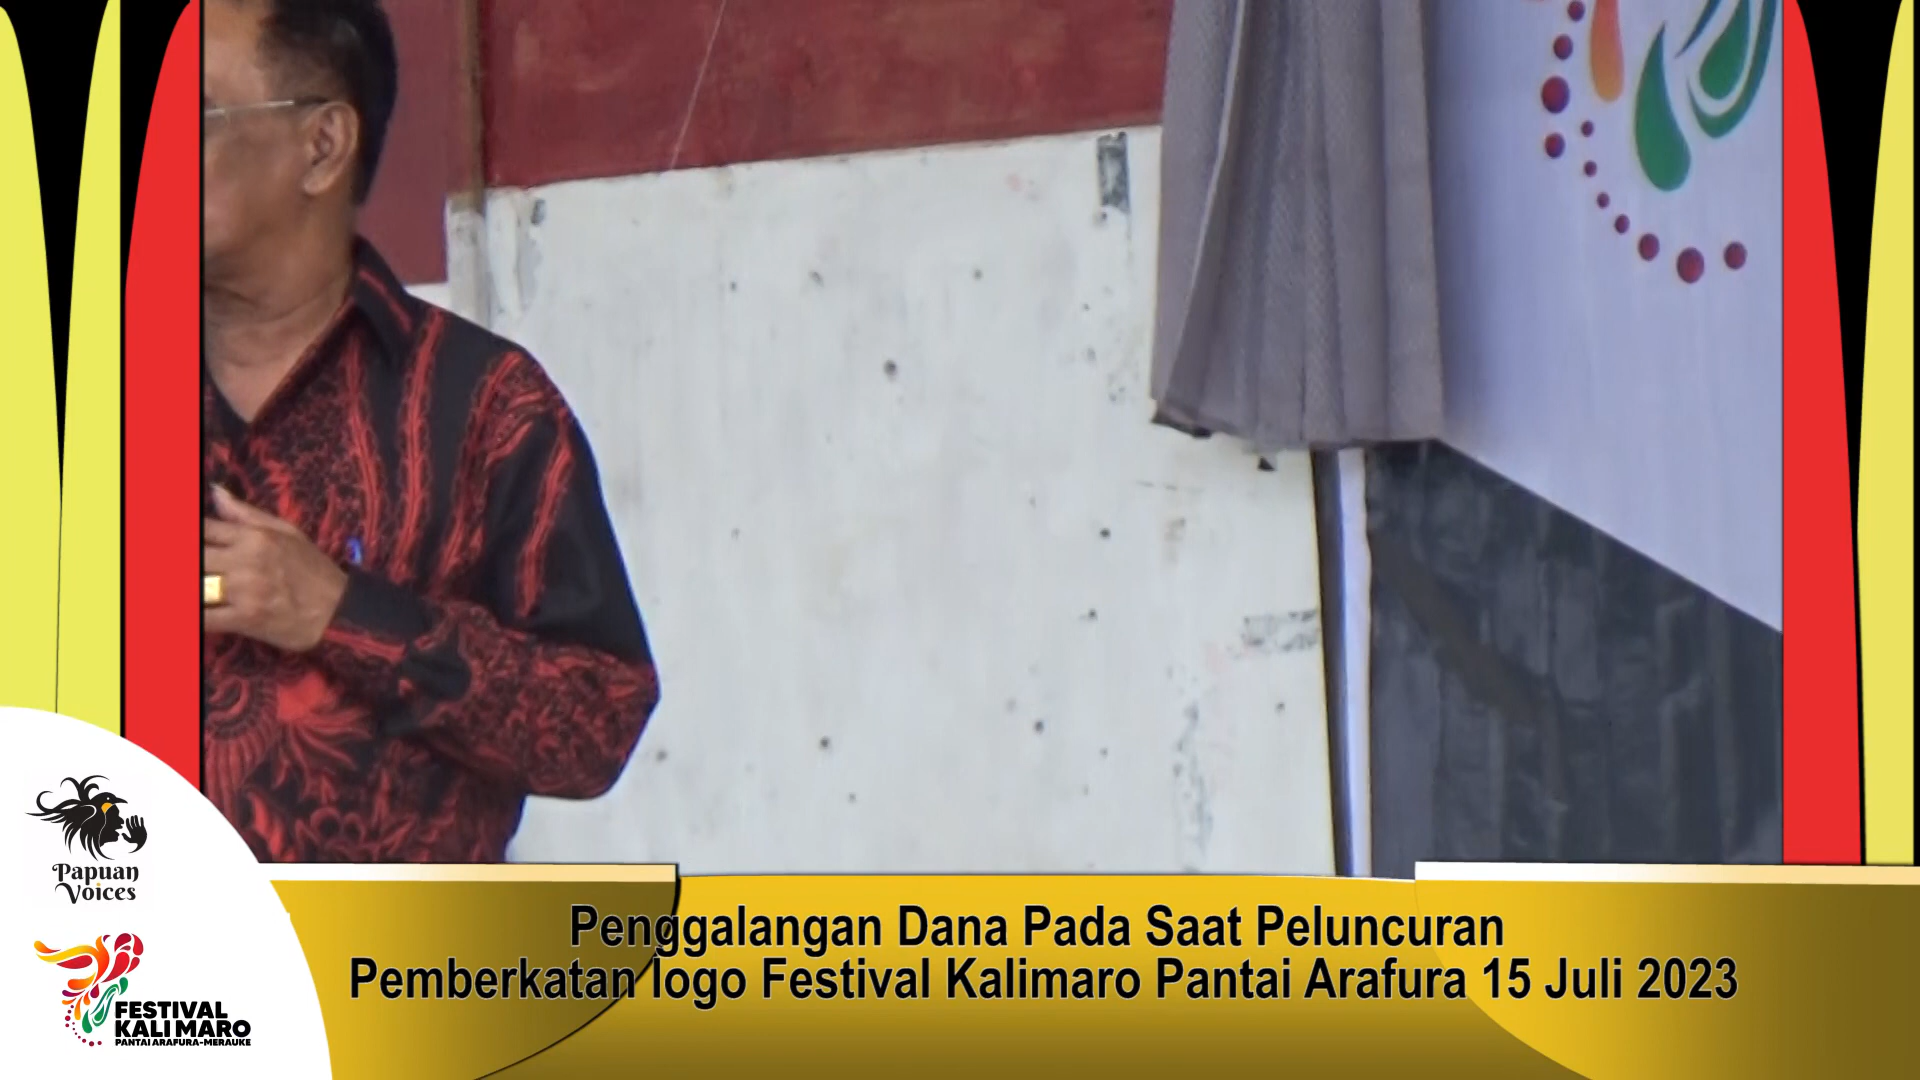 Papuan
Voices
FESTIVAL
KALI MARO
PANTAI ARAFURA-MERAUKE
Penggalangan Dana Pada Saat Peluncuran
Pemberkatan logo Festival Kalimaro Pantai Arafura 15 Juli 2023